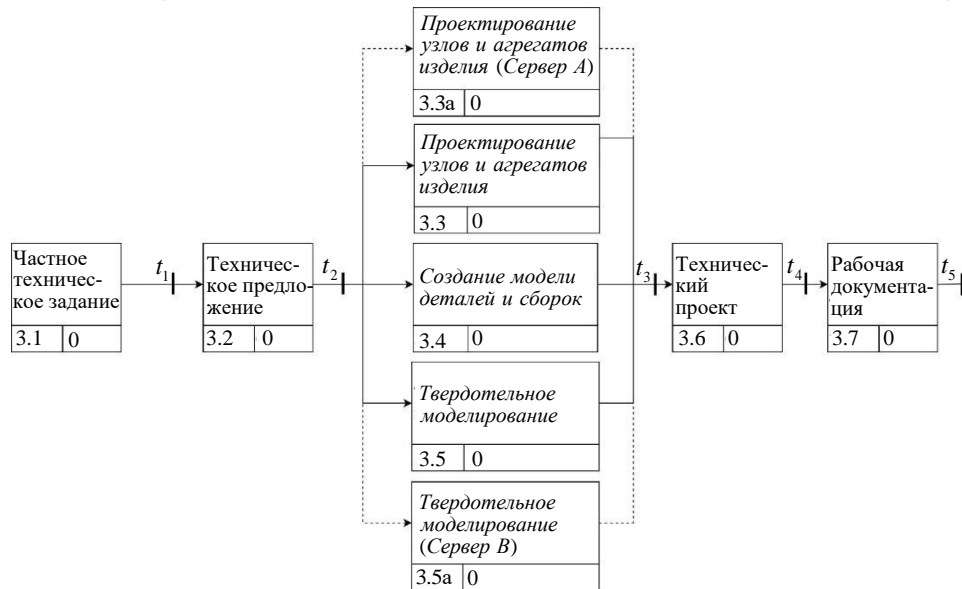 Проектирование
узлов и агрегатов
изделия (Сервер А)
3.3а 0
Проектирование
узлов и агрегатов
изделия
3.3 0
Частное
техничес-
кое задание
3.1 0
t1
Техничес-
кое предло-
жение
3.2 0
t2
Создание модели
деталей и сборок
3.4 0
t3
Техничес-
кий
проект
3.6 0
t4
Рабочая
документа-
ция
3.7 0
t5
Твердотельное
моделирование
3.5 0
Твердотельное
моделирование
(Сервер В)
3.5а 0